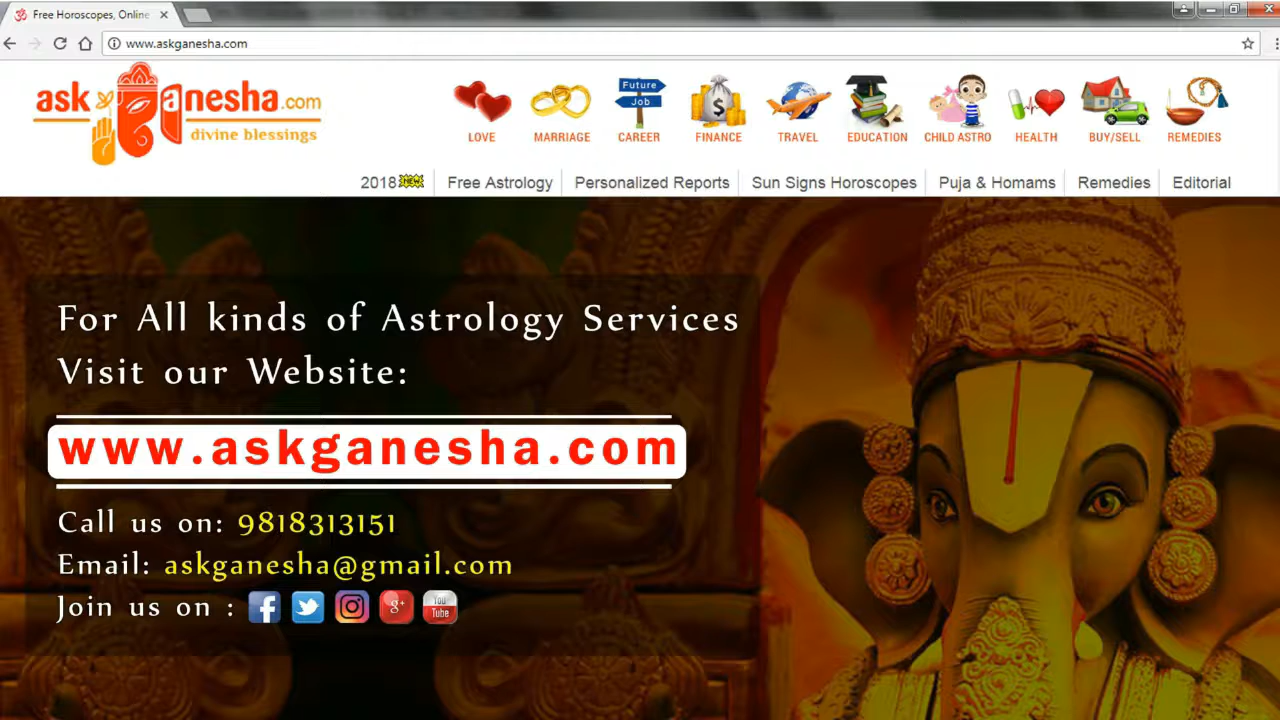 Free Horoscopes, Online
www.askganesha.com
ask ganesha.com
divine blessings
Future
Job
$
LOVE
MARRIAGE
CAREER
FINANCE
TRAVEL
EDUCATION
CHILD ASTRO
HEALTH
BUY/SELL
REMEDIES
2018 NEW
Free Astrology
Personalized Reports
Sun Signs Horoscopes
Puja & Homams
Remedies
Editorial
For All kinds of Astrology Services
Visit our Website:
www.askganesha.com
Call us on: 9818313151
Email: askganesha@gmail.com
Join us on :
f
g+
You
Tube